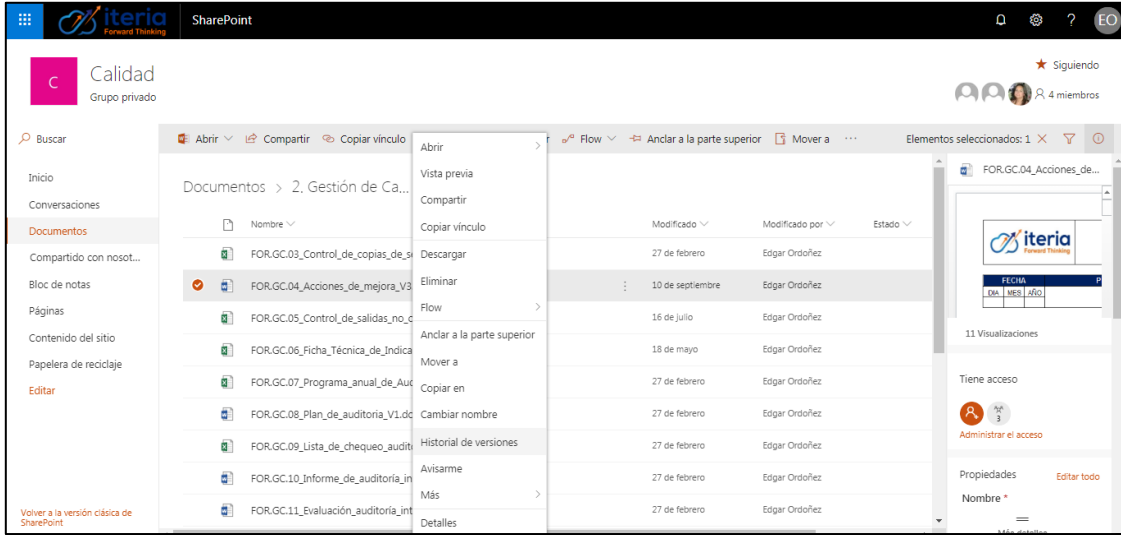 iteria
Forward Thinking
SharePoint
?
EO
C
Calidad
Grupo privado
Siguiendo
4 miembros
Buscar
Abrir
Compartir
Copiar vínculo
Flow
Anclar a la parte superior
Mover a
...
Elementos seleccionados: 1
Inicio
Conversaciones
Documentos
Compartido con nosot...
Bloc de notas
Páginas
Contenido del sitio
Papelera de reciclaje
Editar
Volver a la versión clásica de
SharePoint
Documentos > 2. Gestión de Ca...
Nombre Modificado Modificado por Estado
FOR.GC.03_Control_de_copias_de_s 27 de febrero Edgar Ordoñez
FOR.GC.04_Acciones_de_mejora_V3 10 de septiembre Edgar Ordoñez
FOR.GC.05_Control_de_salidas_no_c 16 de julio Edgar Ordoñez
FOR.GC.06_Ficha_Técnica_de_Indica 18 de mayo Edgar Ordoñez
FOR.GC.07_Programa_anual_de_Aud 27 de febrero Edgar Ordoñez
FOR.GC.08_Plan_de_auditoria_V1.do 27 de febrero Edgar Ordoñez
FOR.GC.09_Lista_de_chequeo_audit 27 de febrero Edgar Ordoñez
FOR.GC.10_Informe_de_auditoría_in 27 de febrero Edgar Ordoñez
FOR.GC.11_Evaluación_auditoría_int 27 de febrero Edgar Ordoñez
Abrir
Vista previa
Compartir
Copiar vínculo
Descargar
Eliminar
Flow
Anclar a la parte superior
Mover a
Copiar en
Cambiar nombre
Historial de versiones
Avisarme
Más
Detalles
FOR.GC.04_Acciones_de...
iteria
Forward Thinking
FECHA P
DIA MES AÑO
11 Visualizaciones
Tiene acceso
3
Administrar el acceso
Propiedades Editar todo
Nombre *
Más detalles